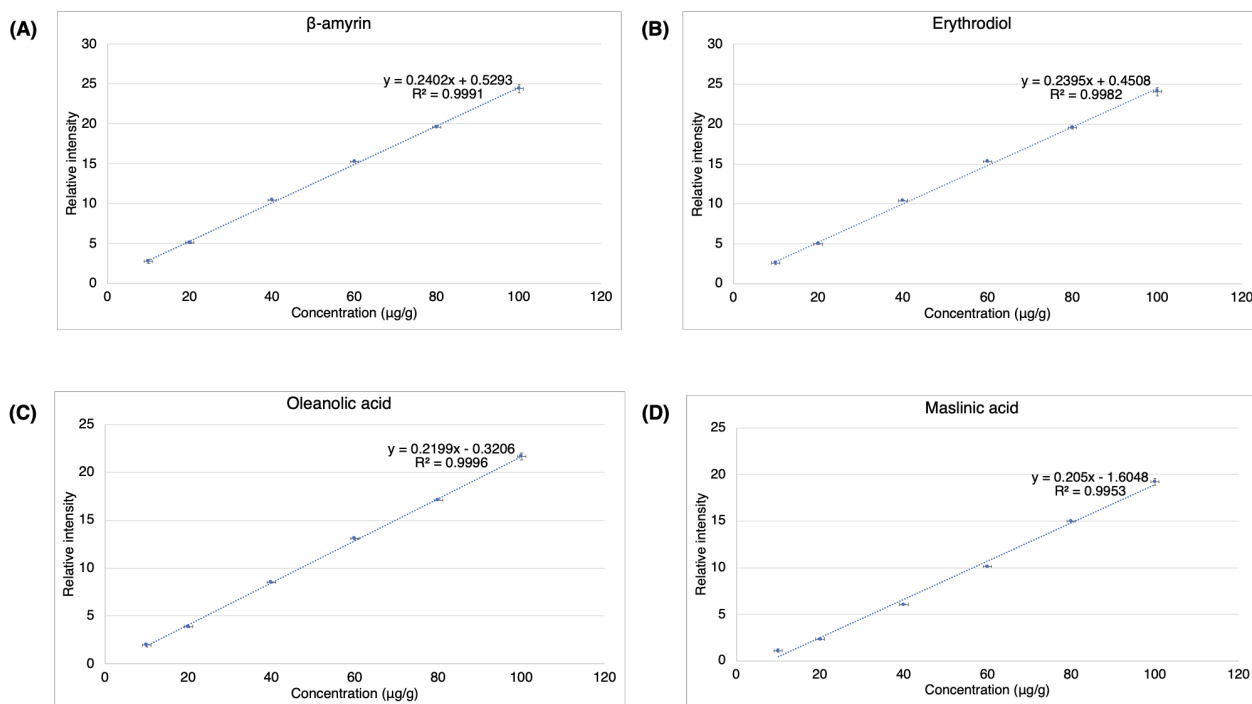 (A)
β-amyrin
30
25
20
15
10
5
0
Relative intensity
y = 0.2402x + 0.5293
R² = 0.9991
0 20 40 60 80 100 120
Concentration (µg/g)
(B)
Erythrodiol
30
25
20
15
10
5
0
Relative intensity
y = 0.2395x + 0.4508
R² = 0.9982
0 20 40 60 80 100 120
Concentration (µg/g)
(C)
Oleanolic acid
25
20
15
10
5
0
Relative intensity
y = 0.2199x - 0.3206
R² = 0.9996
0 20 40 60 80 100 120
Concentration (µg/g)
(D)
Maslinic acid
25
20
15
10
5
0
Relative intensity
y = 0.205x - 1.6048
R² = 0.9953
0 20 40 60 80 100 120
Concentration (µg/g)